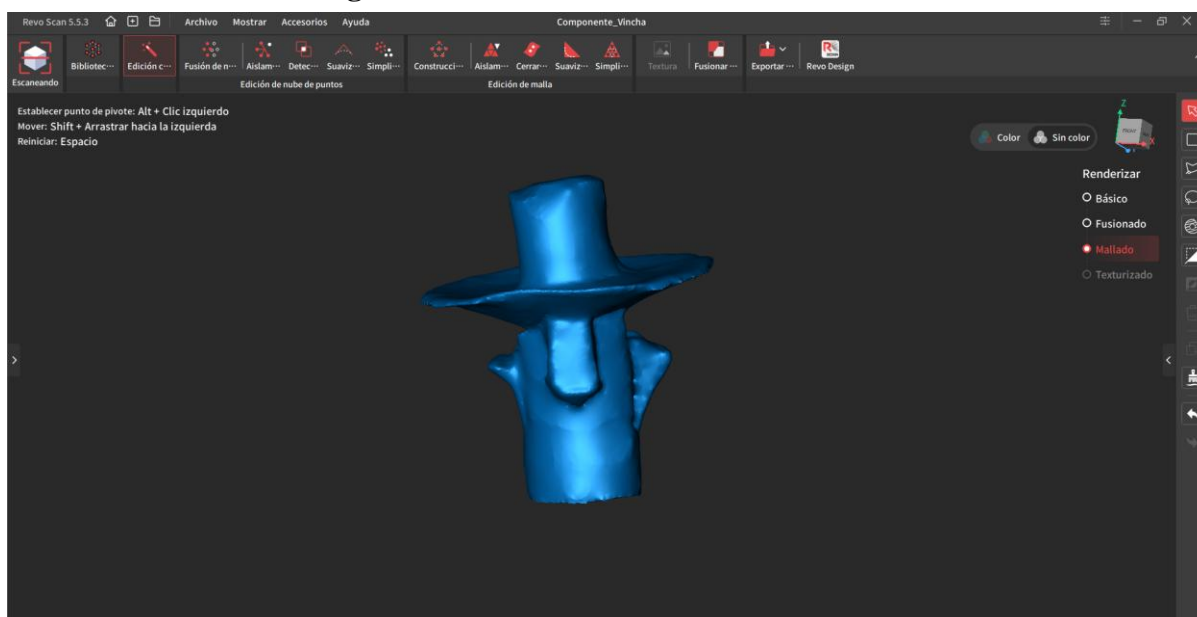 Revo Scan 5.5.3 Archivo Mostrar Accesorios Ayuda Componente_Vincha
Escaneando Bibliotec··· Edición c··· Fusión de n··· Aislam··· Detec··· Suaviz··· Simpli··· Construcci··· Aislam··· Cerrar··· Suaviz··· Simpli··· Textura Fusionar··· Exportar··· Revo Design
Edición de nube de puntos Edición de malla
Establecer punto de pivote: Alt + Clic izquierdo
Mover: Shift + Arrastrar hacia la izquierda
Reiniciar: Espacio
Z
FRONT
X
Color Sin color
Renderizar
Básico
Fusionado
Mallado
Texturizado